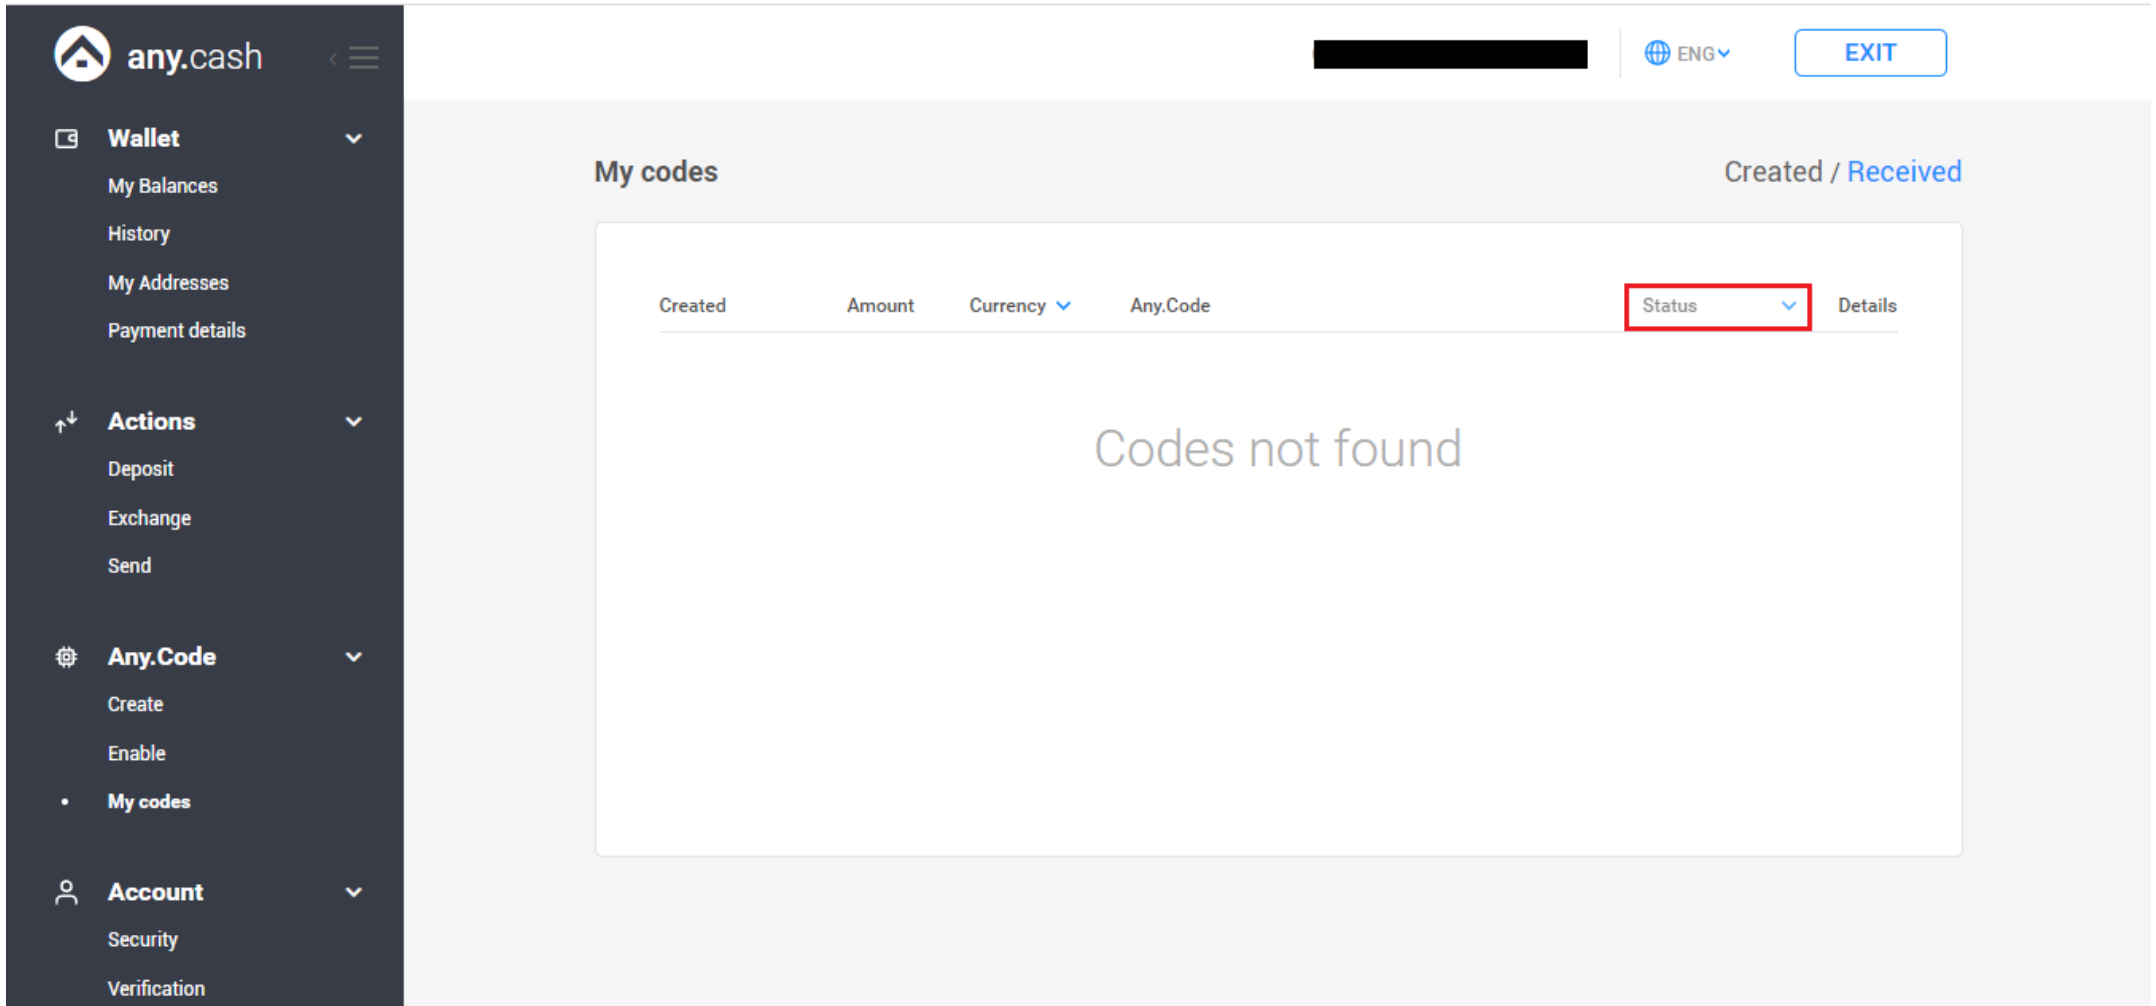 any.cash
ENG
EXIT
Wallet
My Balances
History
My Addresses
Payment details
Actions
Deposit
Exchange
Send
Any.Code
Create
Enable
My codes
Account
Security
Verification
My codes
Created / Received
Created Amount Currency Any.Code Status Details
Codes not found